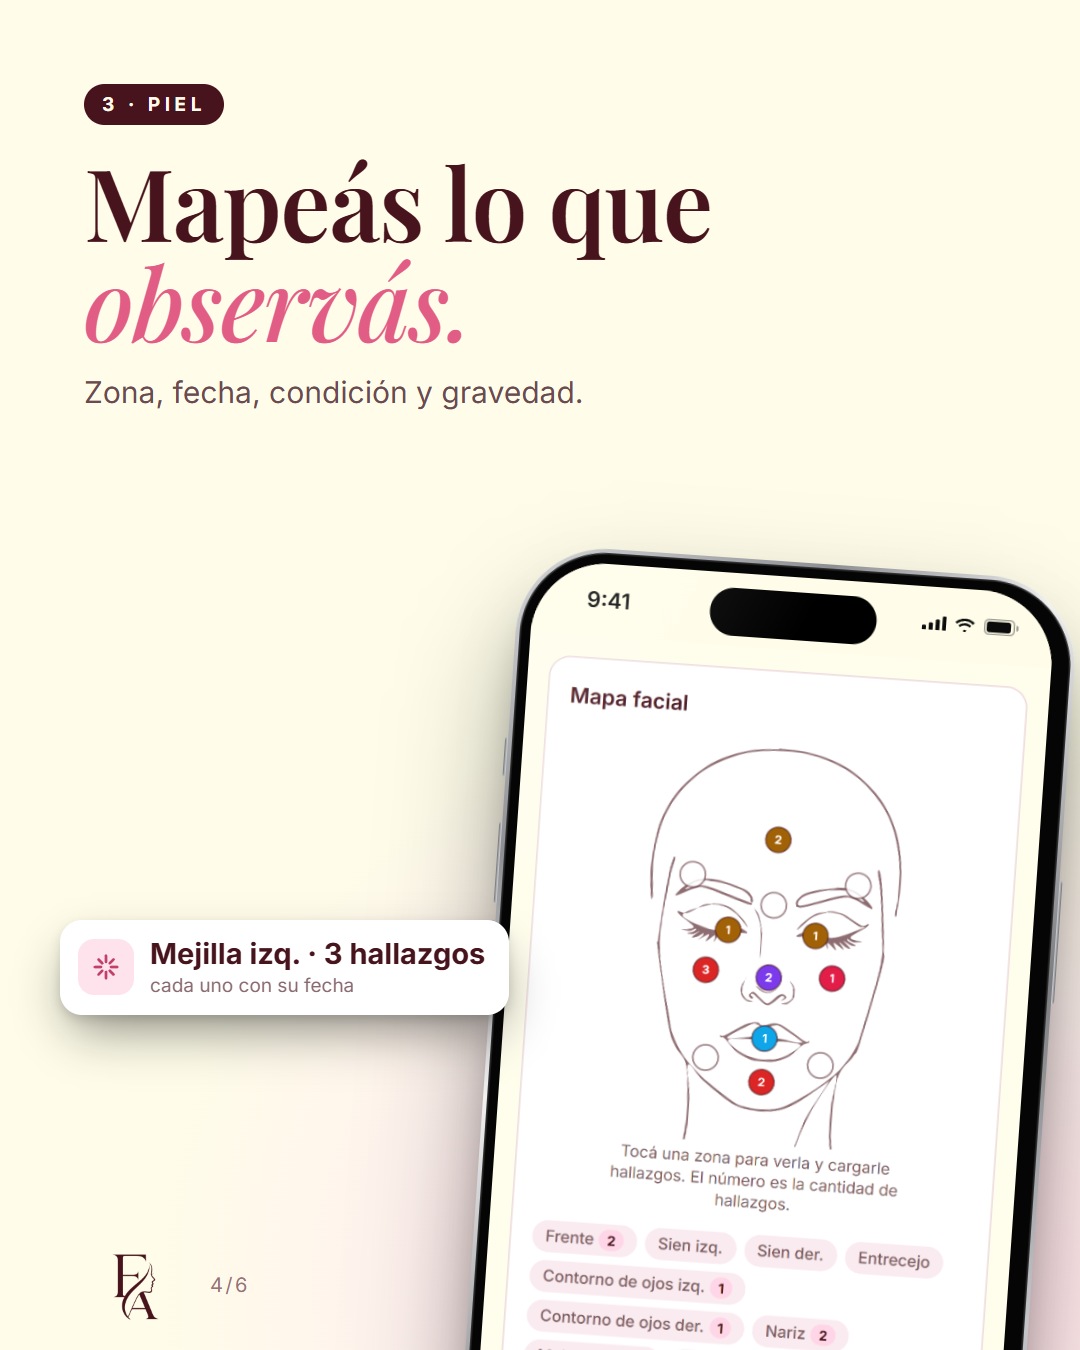 3 · PIEL
Mapeás lo que
observás.
Zona, fecha, condición y gravedad.
9:41
Mapa facial
2
1
1
3
2
1
1
2
Mejilla izq. · 3 hallazgos
cada uno con su fecha
Tocá una zona para verla y cargarle
hallazgos. El número es la cantidad de
hallazgos.
Frente 2
Sien izq.
Sien der.
Entrecejo
Contorno de ojos izq. 1
Contorno de ojos der. 1
Nariz 2
FA
4/6